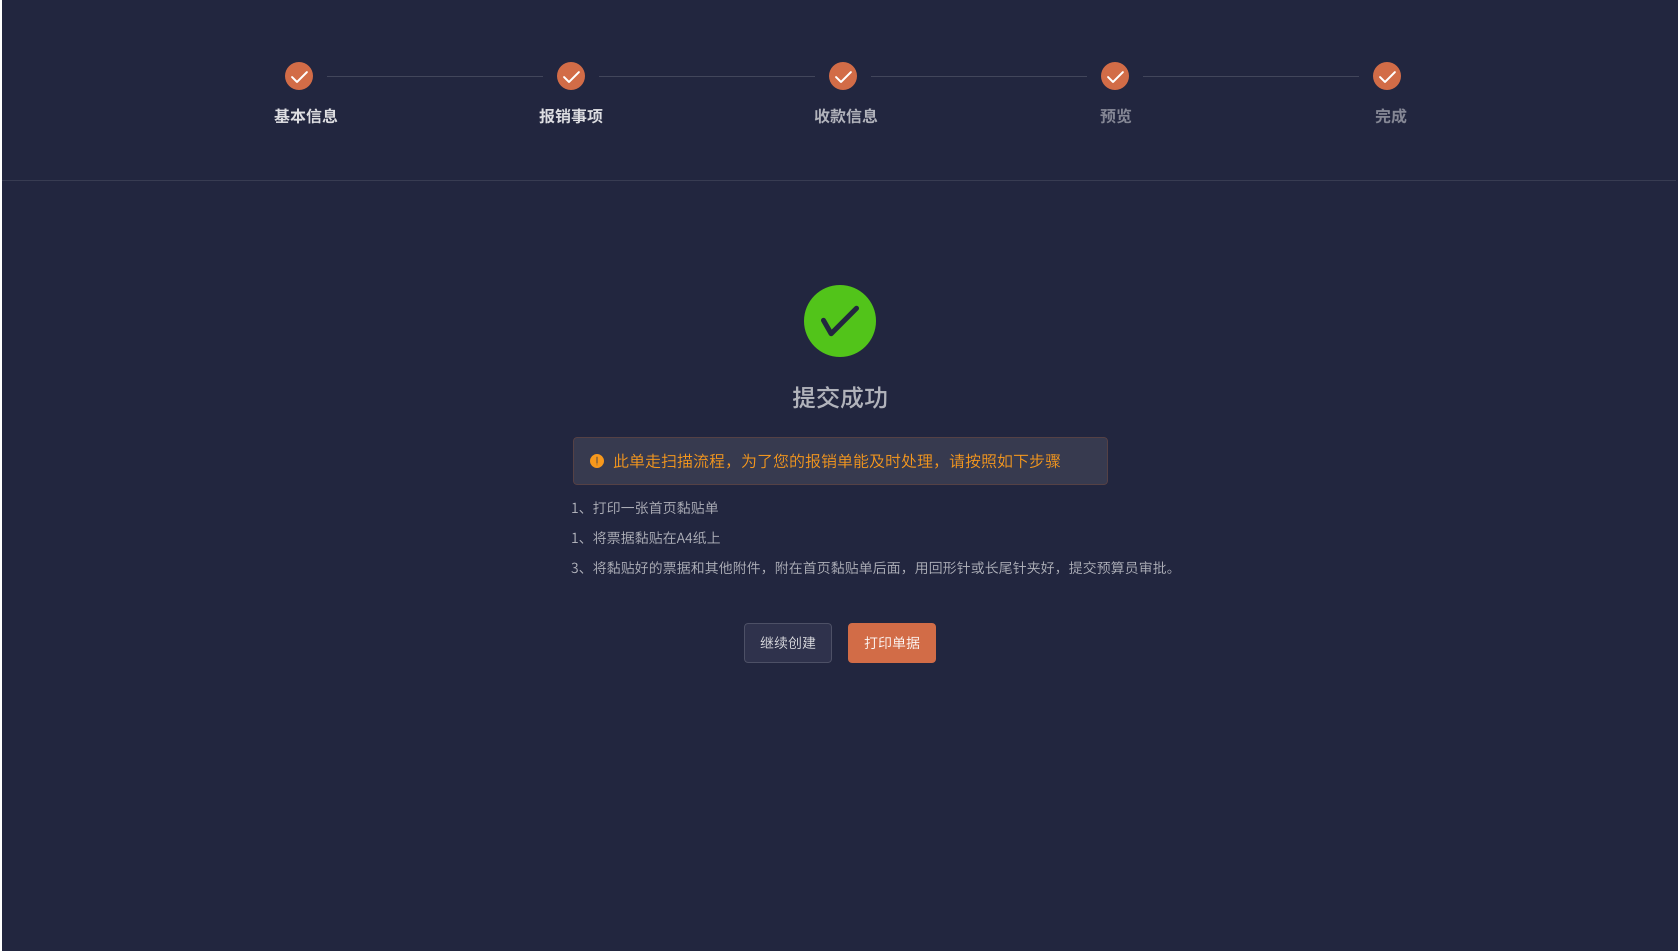 基本信息
报销事项
收款信息
预览
完成
提交成功
此单走扫描流程，为了您的报销单能及时处理，请按照如下步骤
1、打印一张首页黏贴单
1、将票据黏贴在A4纸上
3、将黏贴好的票据和其他附件，附在首页黏贴单后面，用回形针或长尾针夹好，提交预算员审批。
继续创建
打印单据